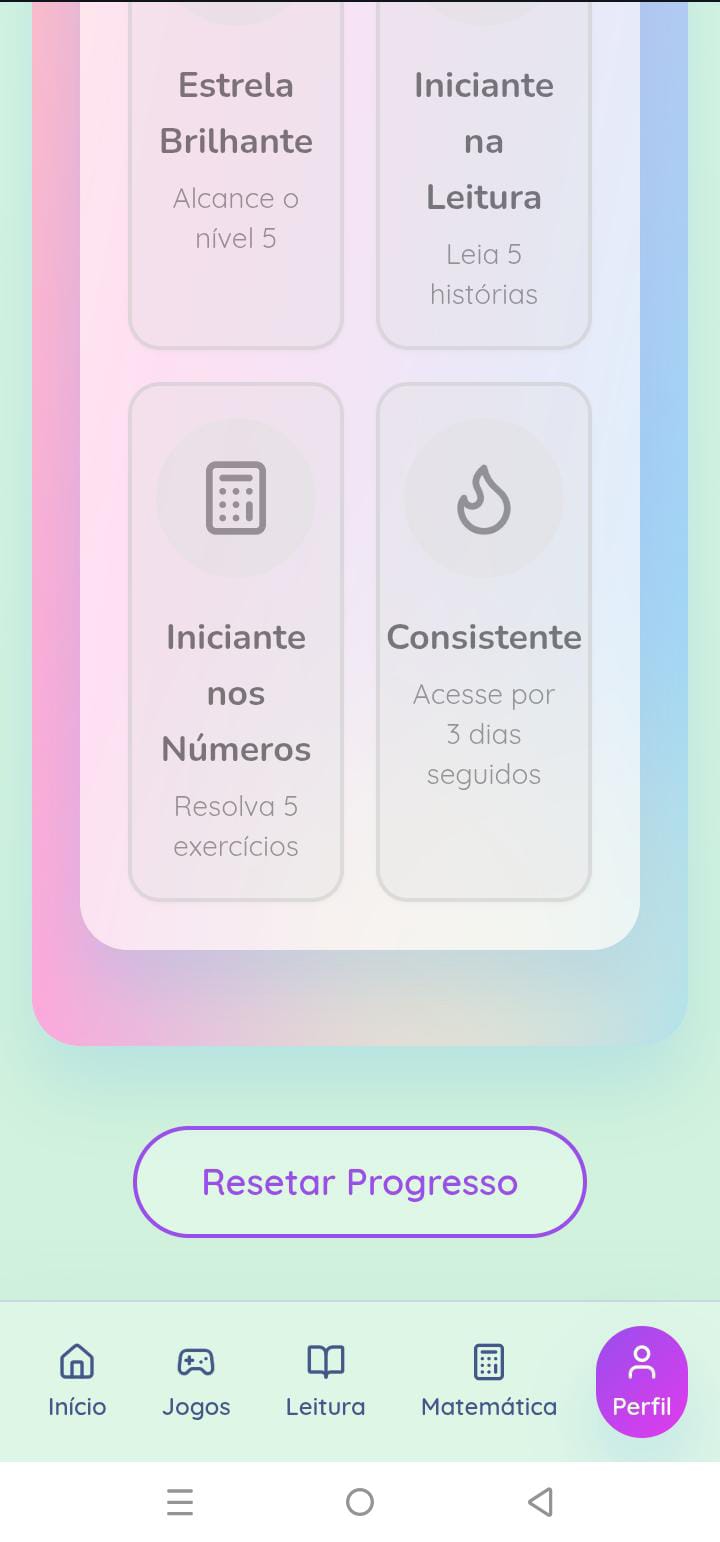 Estrela
Brilhante
Alcance o
nível 5
Iniciante
na
Leitura
Leia 5
histórias
Iniciante
nos
Números
Resolva 5
exercícios
Consistente
Acesse por
3 dias
seguidos
Resetar Progresso
Início
Jogos
Leitura
Matemática
Perfil